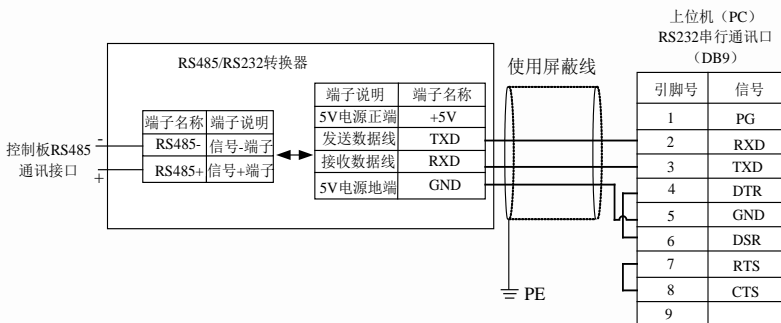 上位机（PC）
RS232串行通讯口
（DB9）
RS485/RS232转换器
使用屏蔽线
端子说明 端子名称
5V电源正端 +5V
发送数据线 TXD
接收数据线 RXD
5V电源地端 GND
端子名称 端子说明
RS485- 信号-端子
RS485+ 信号+端子
控制板RS485
通讯接口
-
+
引脚号 信号
1 PG
2 RXD
3 TXD
4 DTR
5 GND
6 DSR
7 RTS
8 CTS
9
PE